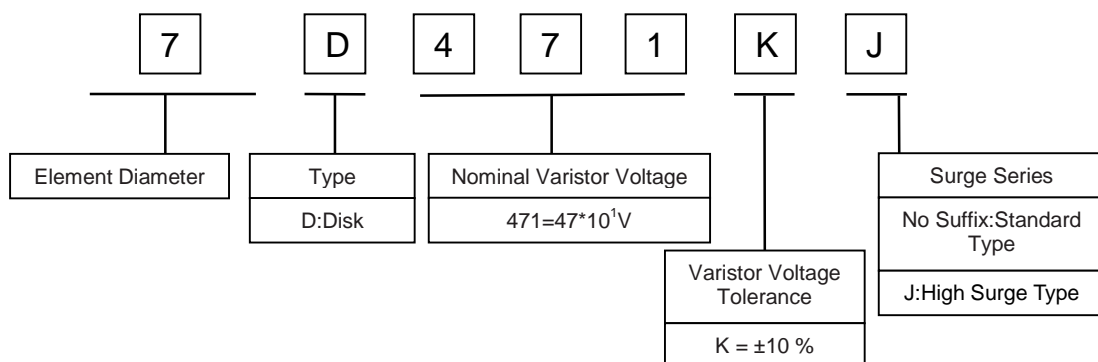 7 D 4 7 1 K J
Element Diameter
Type
D:Disk
Nominal Varistor Voltage
471=47*10¹V
Varistor Voltage
Tolerance
K = ±10 %
Surge Series
No Suffix:Standard
Type
J:High Surge Type